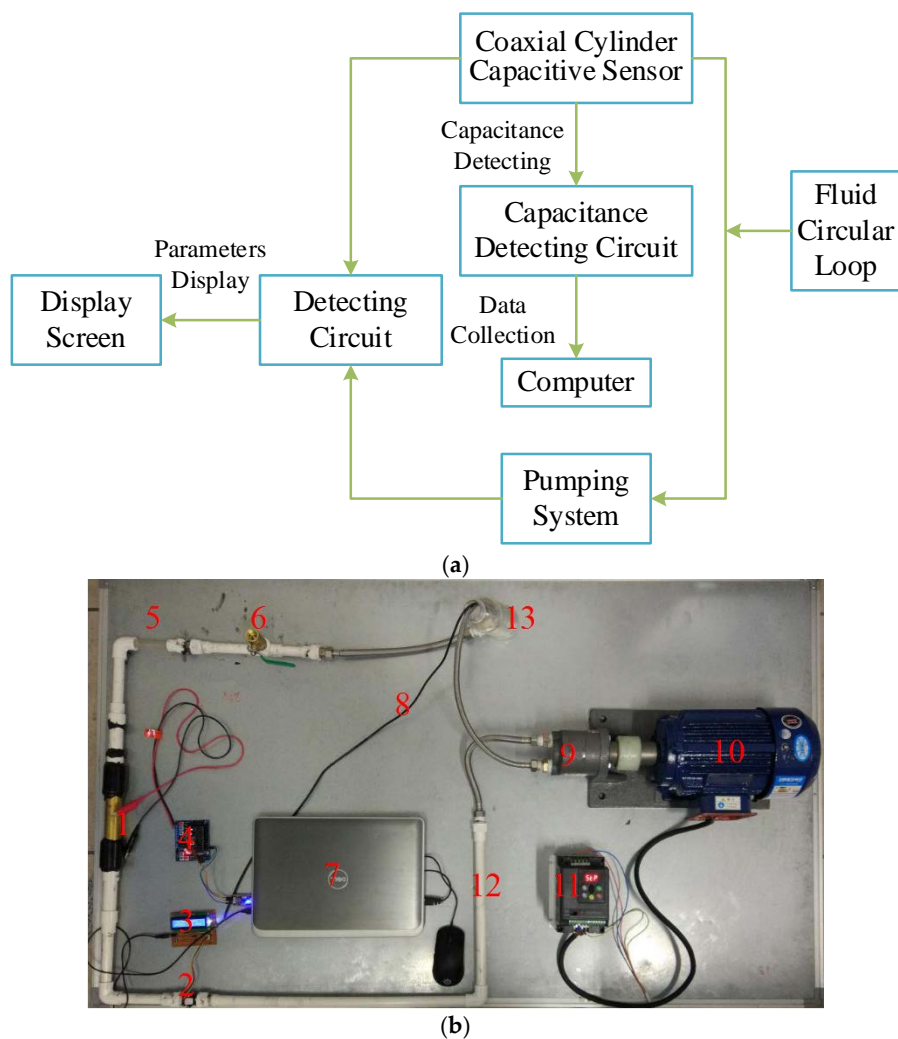 Coaxial Cylinder
Capacitive Sensor
Capacitance
Detecting
Capacitance
Detecting Circuit
Fluid
Circular
Loop
Parameters
Display
Display
Screen
Detecting
Circuit
Data
Collection
Computer
Pumping
System
(a)
5
6
13
8
9
10
1
4
7
12
11
StP
3
2
(b)